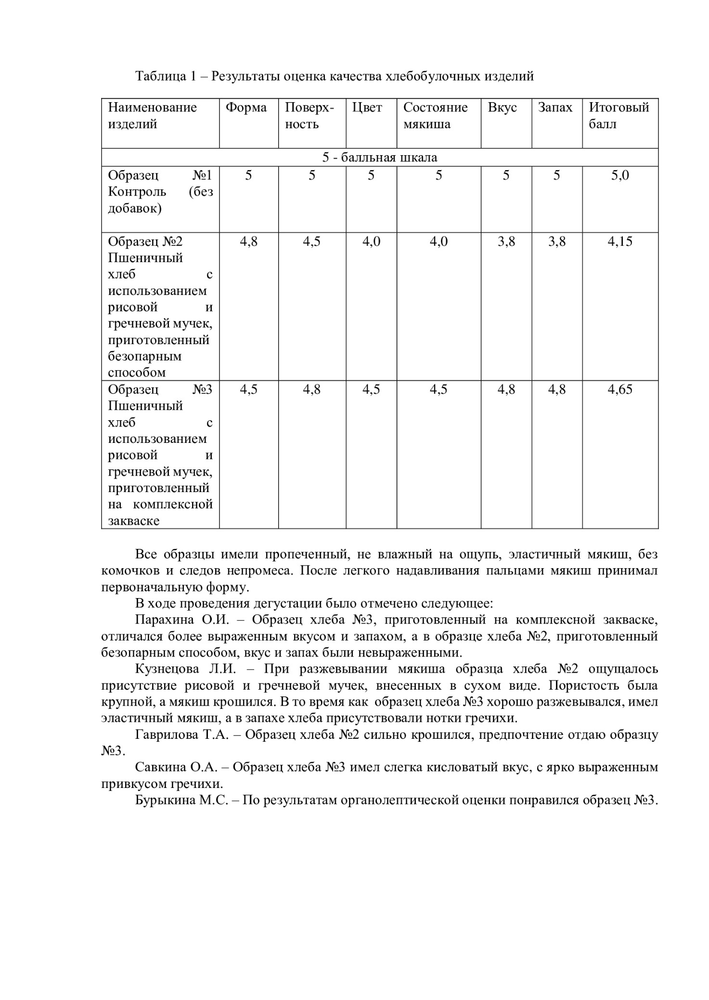 Таблица 1 – Результаты оценка качества хлебобулочных изделий
Наименование изделий Форма Поверх-ность Цвет Состояние мякиша Вкус Запах Итоговый балл
5 - балльная шкала
Образец №1 5 5 5 5 5 5 5,0
Контроль (без
добавок)
Образец №2 4,8 4,5 4,0 4,0 3,8 3,8 4,15
Пшеничный
хлеб с
использованием
рисовой и
гречневой мучек,
приготовленный
безопарным
способом
Образец №3 4,5 4,8 4,5 4,5 4,8 4,8 4,65
Пшеничный
хлеб с
использованием
рисовой и
гречневой мучек,
приготовленный
на комплексной
закваске
Все образцы имели пропеченный, не влажный на ощупь, эластичный мякиш, без
комочков и следов непромеса. После легкого надавливания пальцами мякиш принимал
первоначальную форму.
В ходе проведения дегустации было отмечено следующее:
Парахина О.И. – Образец хлеба №3, приготовленный на комплексной закваске,
отличался более выраженным вкусом и запахом, а в образце хлеба №2, приготовленный
безопарным способом, вкус и запах были невыраженными.
Кузнецова Л.И. – При разжевывании мякиша образца хлеба №2 ощущалось
присутствие рисовой и гречневой мучек, внесенных в сухом виде. Пористость была
крупной, а мякиш крошился. В то время как образец хлеба №3 хорошо разжевывался, имел
эластичный мякиш, а в запахе хлеба присутствовали нотки гречихи.
Гаврилова Т.А. – Образец хлеба №2 сильно крошился, предпочтение отдаю образцу
№3.
Савкина О.А. – Образец хлеба №3 имел слегка кисловатый вкус, с ярко выраженным
привкусом гречихи.
Бурыкина М.С. – По результатам органолептической оценки понравился образец №3.